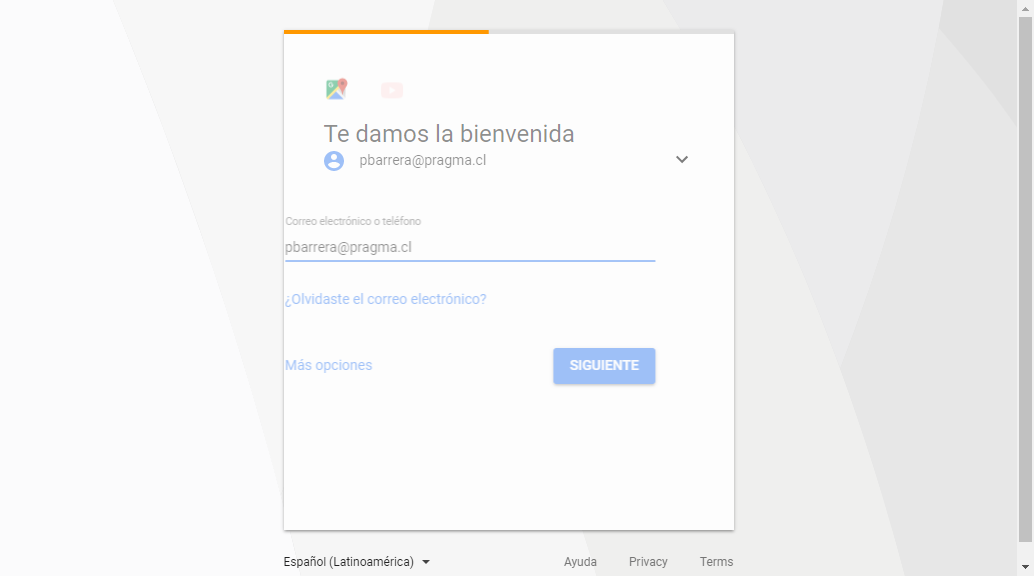 Te damos la bienvenida
pbarrera@pragma.cl
Correo electrónico o teléfono
pbarrera@pragma.cl
¿Olvidaste el correo electrónico?
Más opciones
SIGUIENTE
Español (Latinoamérica)
Ayuda
Privacy
Terms